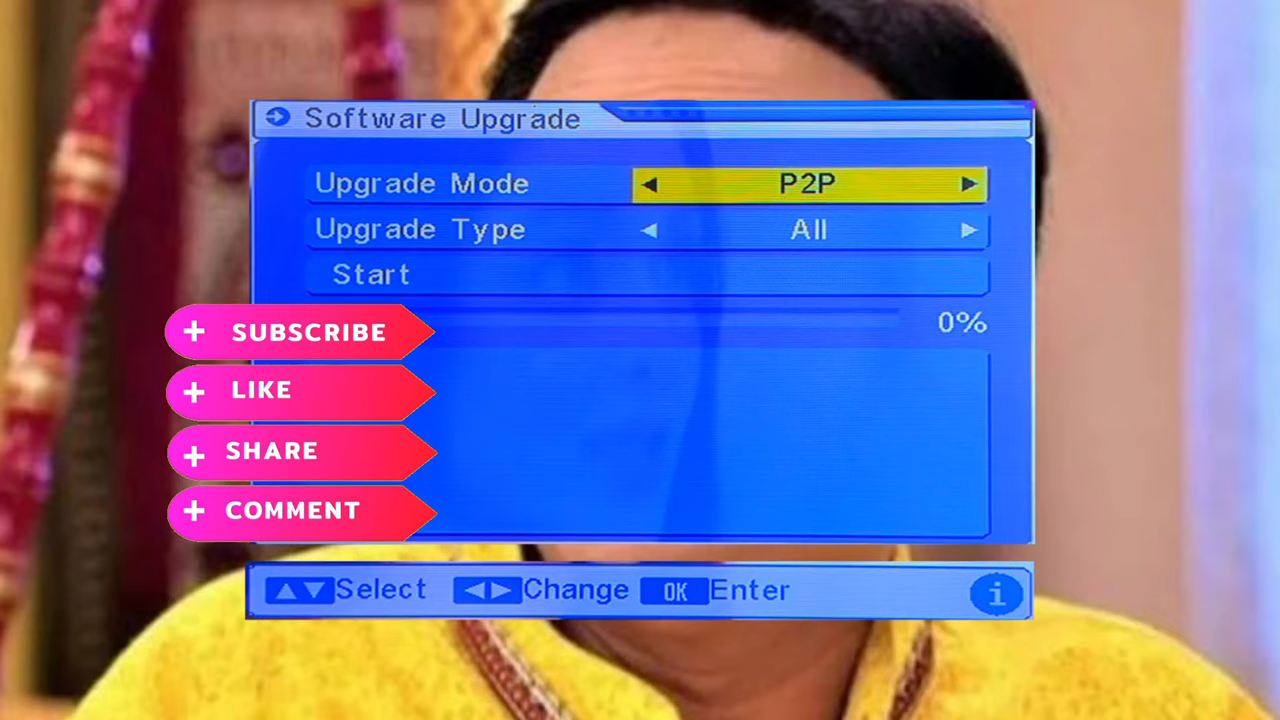 Software Upgrade
Upgrade Mode ◀ P2P ▶
Upgrade Type ◀ All ▶
Start
0%
+ SUBSCRIBE
+ LIKE
+ SHARE
+ COMMENT
▲▼Select ◀▶Change OK Enter i